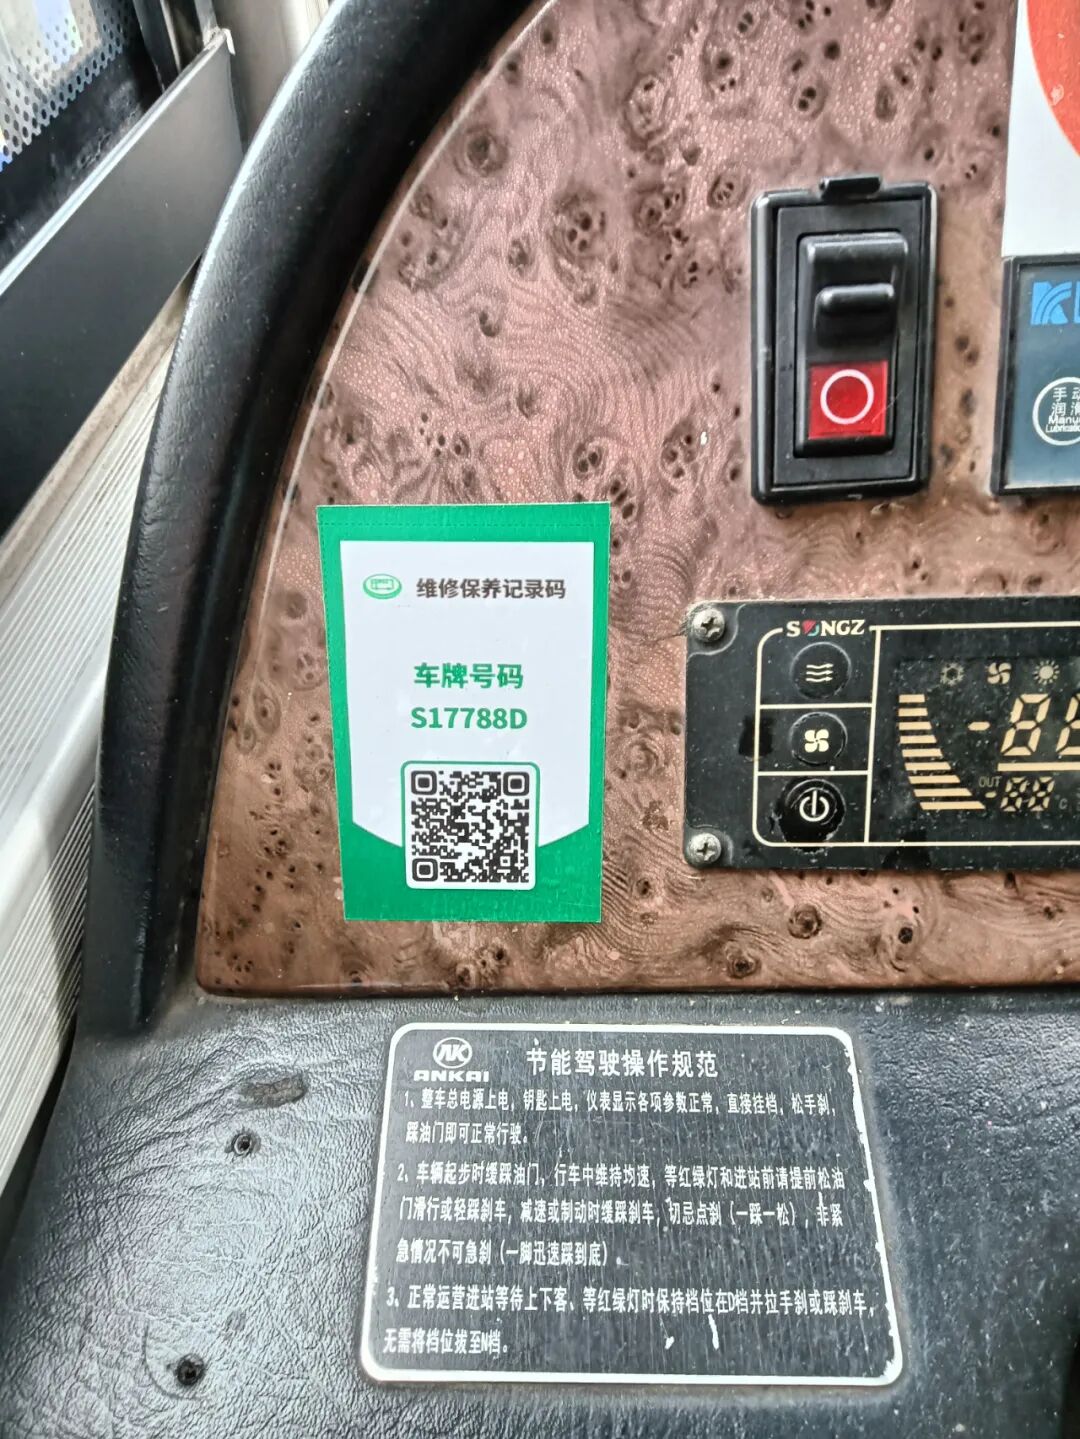 手动
润滑
Manu
Lubricatio
维修保养记录码
车牌号码
S17788D
SONGZ
-88
OUT
-88
C
ANKAI
节能驾驶操作规范
1、整车总电源上电，钥匙上电，仪表显示各项参数正常，直接挂档，松手刹，
踩油门即可正常行驶。
2、车辆起步时缓踩油门，行车中维持均速，等红绿灯和进站前请提前松油
门滑行或轻踩刹车，减速或制动时缓踩刹车，切忌点刹（一踩一松），非紧
急情况不可急刹（一脚迅速踩到底）。
3、正常运营进站等待上下客、等红绿灯时保持档位在D档并拉手刹或踩刹车，
无需将档位拔至N档。